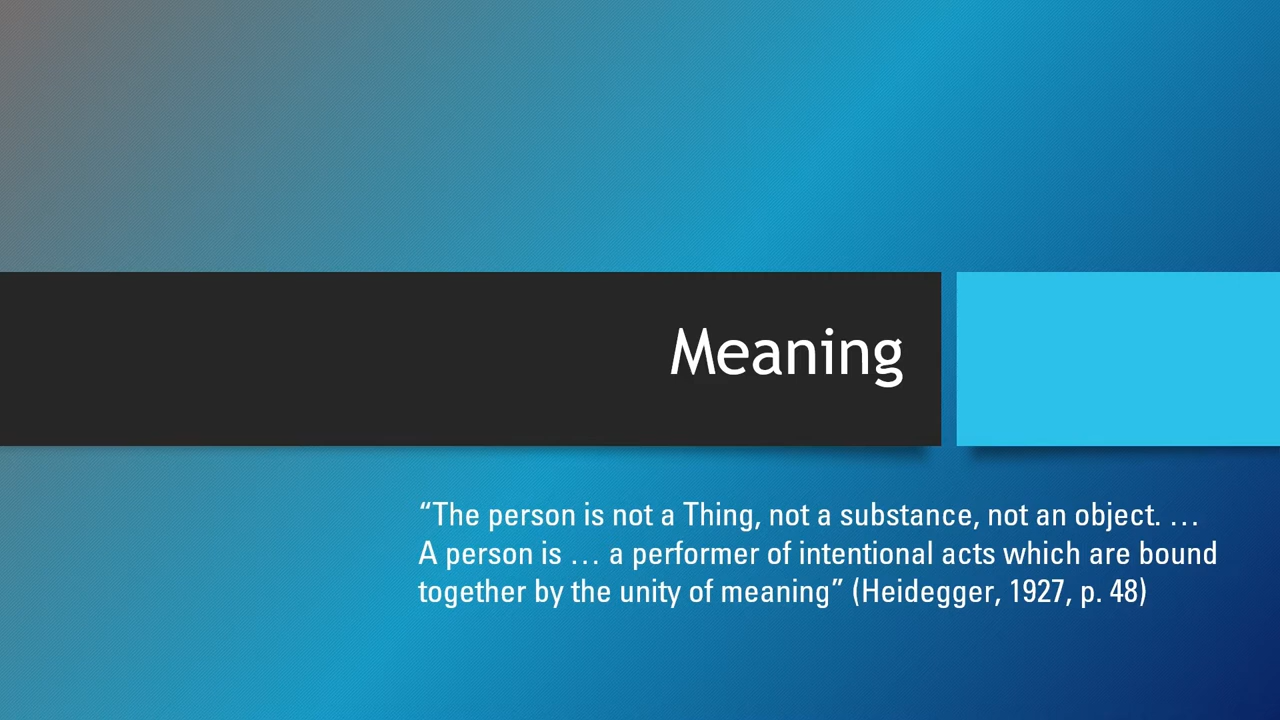 Meaning
“The person is not a Thing, not a substance, not an object. …
A person is … a performer of intentional acts which are bound
together by the unity of meaning” (Heidegger, 1927, p. 48)